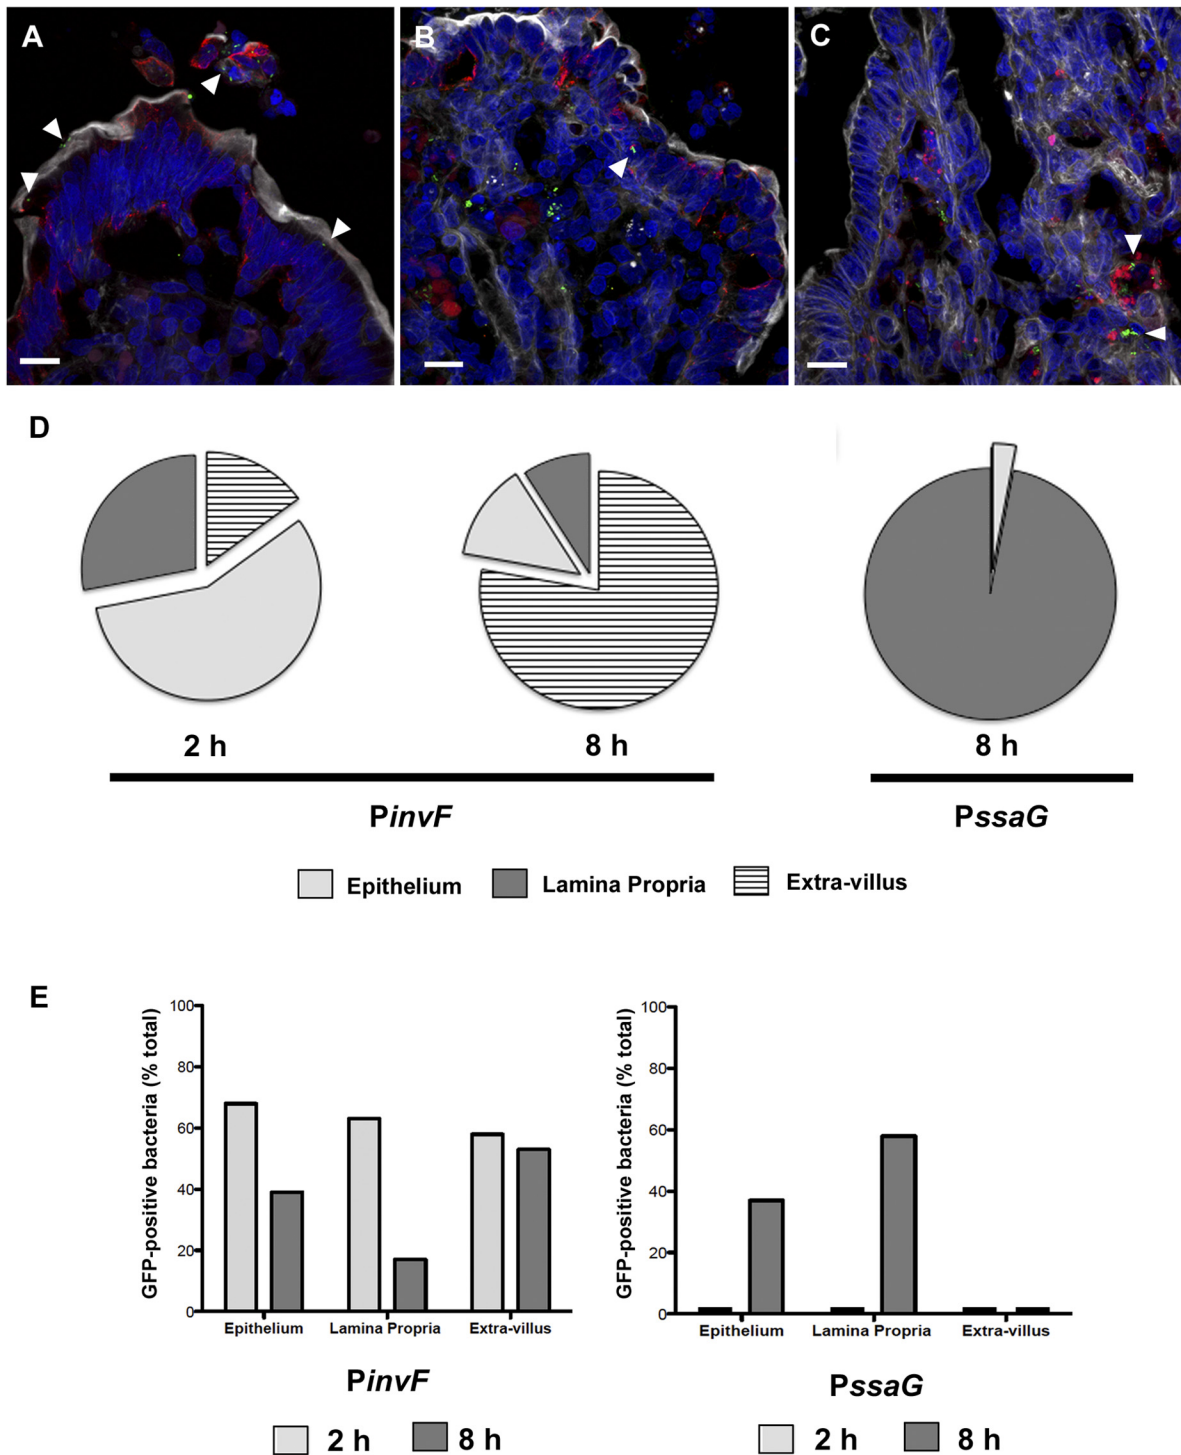 A B C
D
2 h 8 h 8 h
PinvF PssaG
Epithelium Lamina Propria Extra-villus
E
GFP-positive bacteria (% total)
100
80
60
40
20
0
Epithelium Lamina Propria Extra-villus
PinvF
2 h 8 h
GFP-positive bacteria (% total)
100
80
60
40
20
0
Epithelium Lamina Propria Extra-villus
PssaG
2 h 8 h